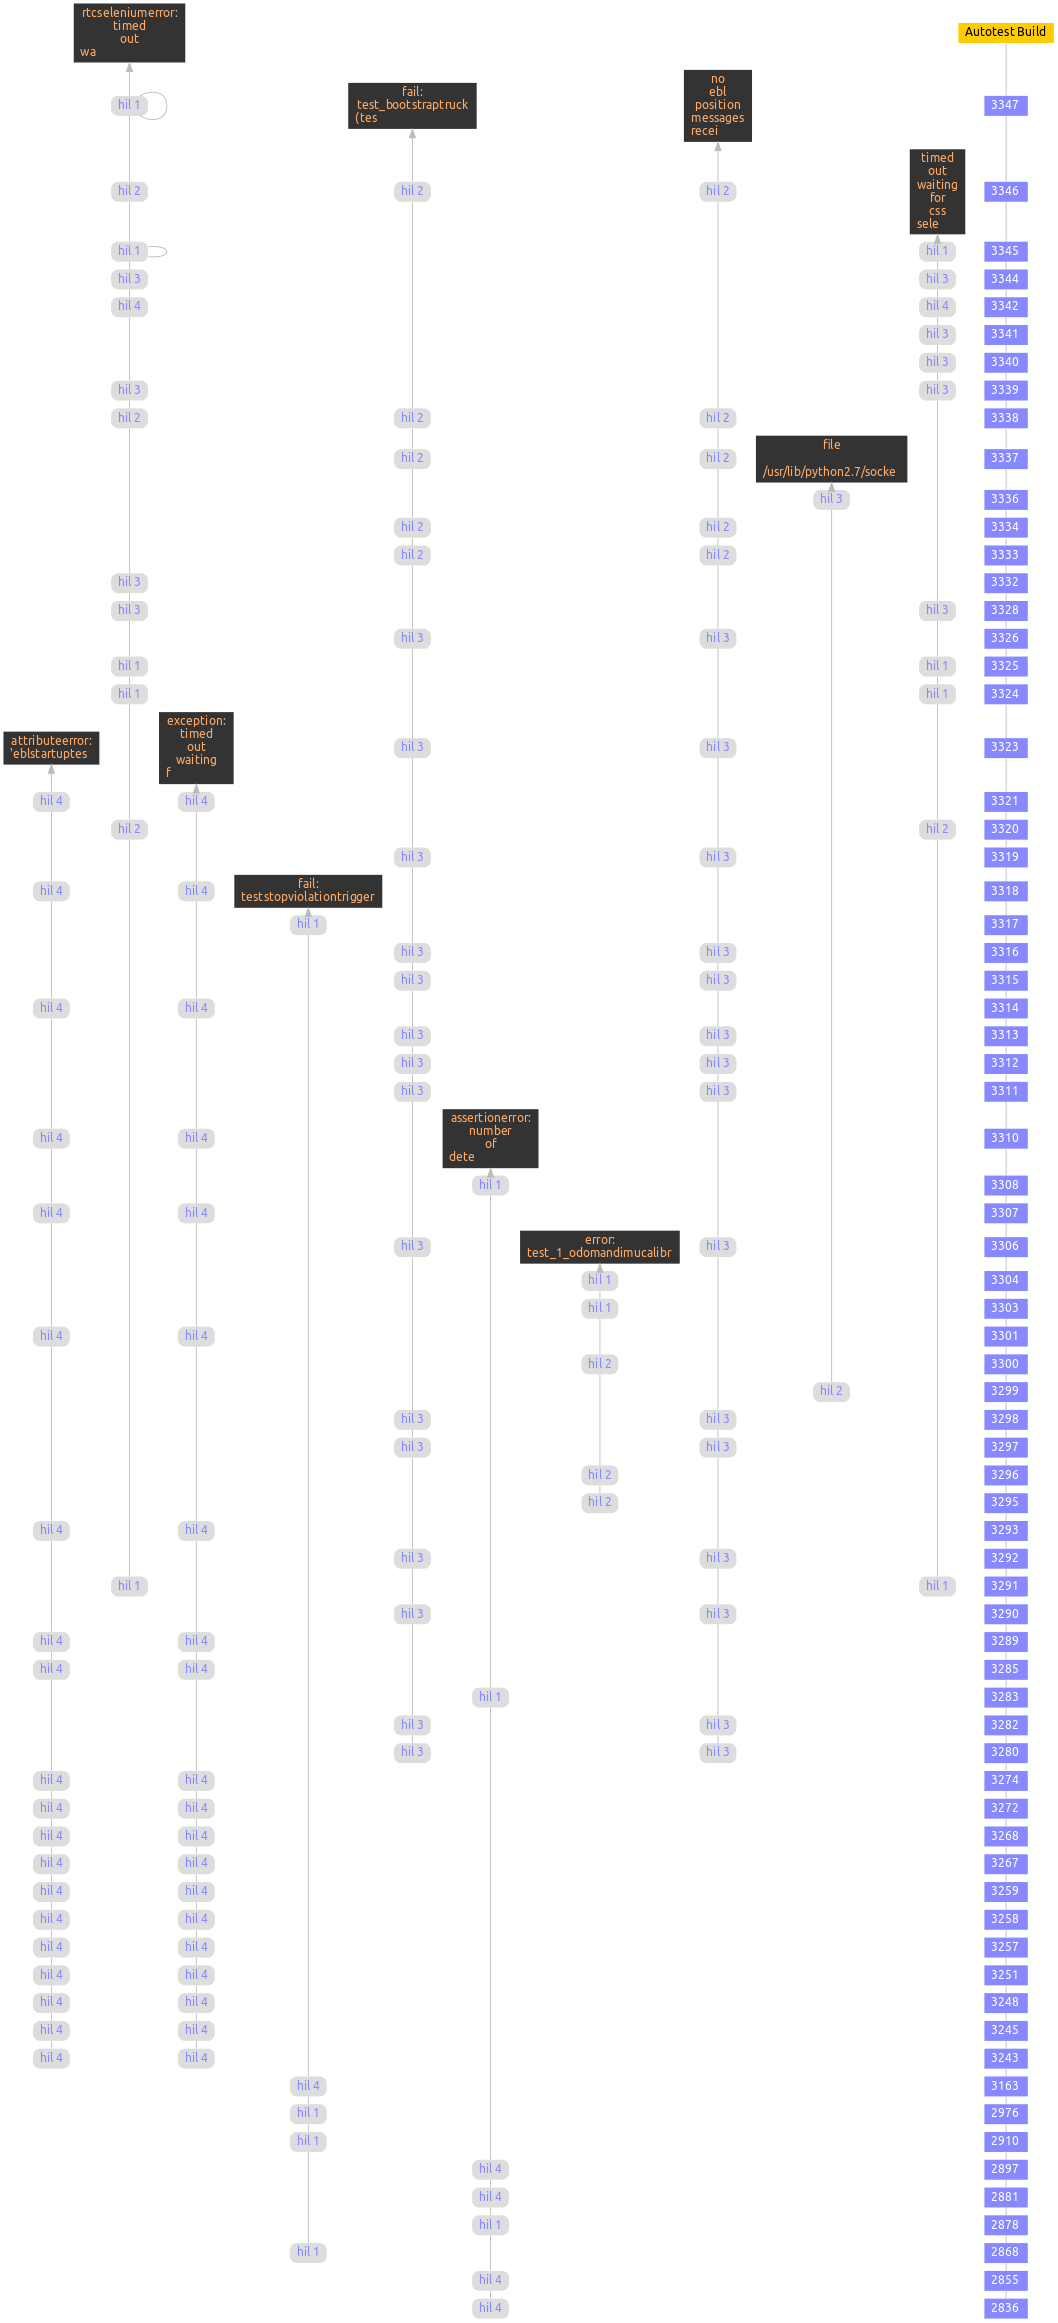 rtcseleniumerror:
timed
out
wa
Autotest Build
no
ebl
position
messages
recei
fail:
test_bootstraptruck
(tes
hil 1 3347
timed
out
waiting
for
css
sele
hil 2 hil 2 hil 2 3346
hil 1 hil 1 3345
hil 3 hil 3 3344
hil 4 hil 4 3342
hil 3 3341
hil 3 3340
hil 3 hil 3 3339
hil 2 hil 2 hil 2 3338
file
/usr/lib/python2.7/socke
hil 2 hil 2 3337
hil 3 3336
hil 2 hil 2 3334
hil 2 hil 2 3333
hil 3 3332
hil 3 hil 3 3328
hil 3 hil 3 3326
hil 1 hil 1 3325
hil 1 hil 1 3324
exception:
timed
out
waiting
f
attributeerror:
'eblstartuptes
hil 3 hil 3 3323
hil 4 hil 4 3321
hil 2 hil 2 3320
hil 3 hil 3 3319
fail:
teststopviolationtrigger
hil 4 hil 4 3318
hil 1 3317
hil 3 hil 3 3316
hil 3 hil 3 3315
hil 4 hil 4 3314
hil 3 hil 3 3313
hil 3 hil 3 3312
hil 3 hil 3 3311
assertionerror:
number
of
dete
hil 4 hil 4 3310
hil 1 3308
hil 4 hil 4 3307
error:
test_1_odomandimucalibr
hil 3 hil 3 3306
hil 1 3304
hil 1 3303
hil 4 hil 4 3301
hil 2 3300
hil 2 3299
hil 3 hil 3 3298
hil 3 hil 3 3297
hil 2 3296
hil 2 3295
hil 4 hil 4 3293
hil 3 hil 3 3292
hil 1 hil 1 3291
hil 3 hil 3 3290
hil 4 hil 4 3289
hil 4 hil 4 3285
hil 1 3283
hil 3 hil 3 3282
hil 3 hil 3 3280
hil 4 hil 4 3274
hil 4 hil 4 3272
hil 4 hil 4 3268
hil 4 hil 4 3267
hil 4 hil 4 3259
hil 4 hil 4 3258
hil 4 hil 4 3257
hil 4 hil 4 3251
hil 4 hil 4 3248
hil 4 hil 4 3245
hil 4 hil 4 3243
hil 4 3163
hil 1 2976
hil 1 2910
hil 4 2897
hil 4 2881
hil 1 2878
hil 1 2868
hil 4 2855
hil 4 2836